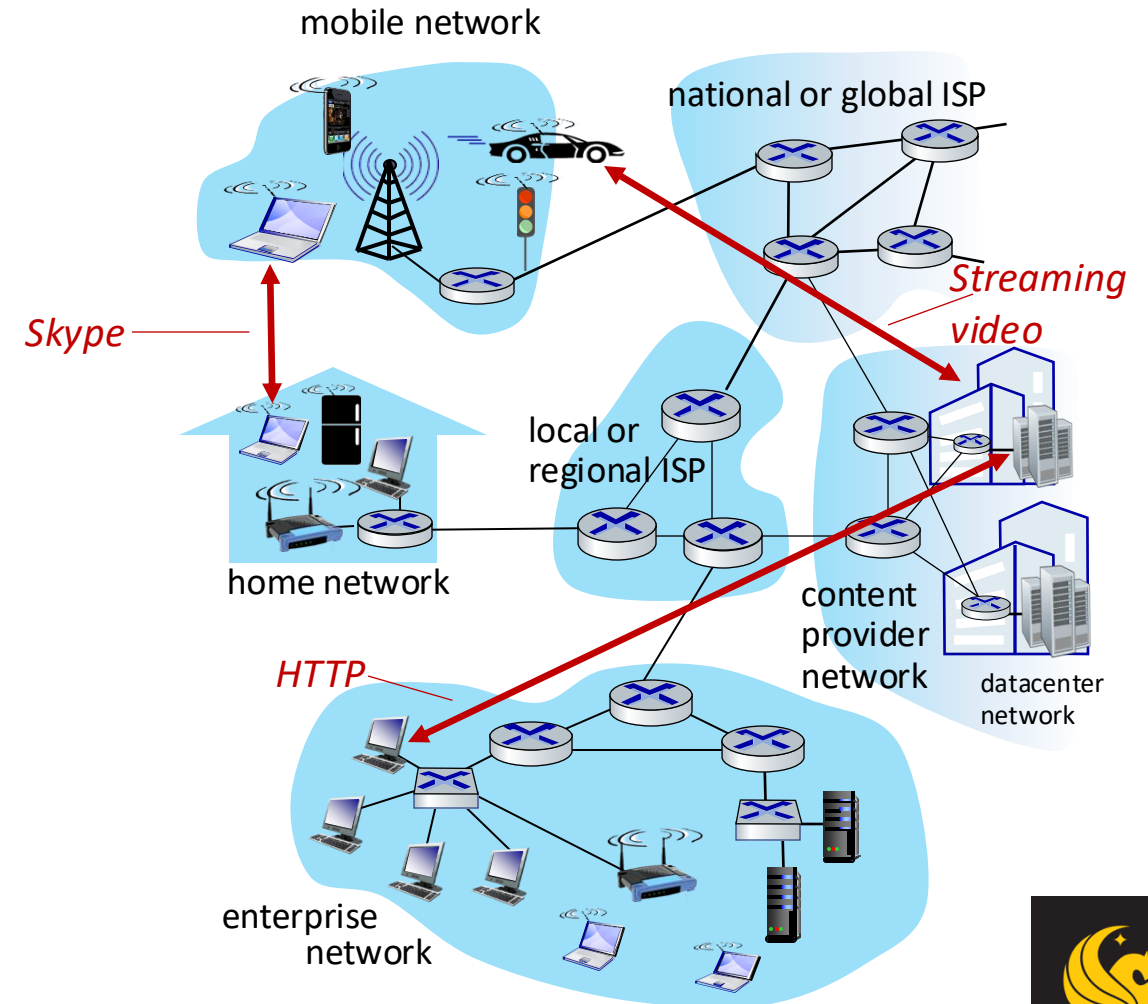 mobile network
national or global ISP
Streaming
video
Skype
local or
regional ISP
home network
content
provider
network
datacenter
network
HTTP
enterprise
network